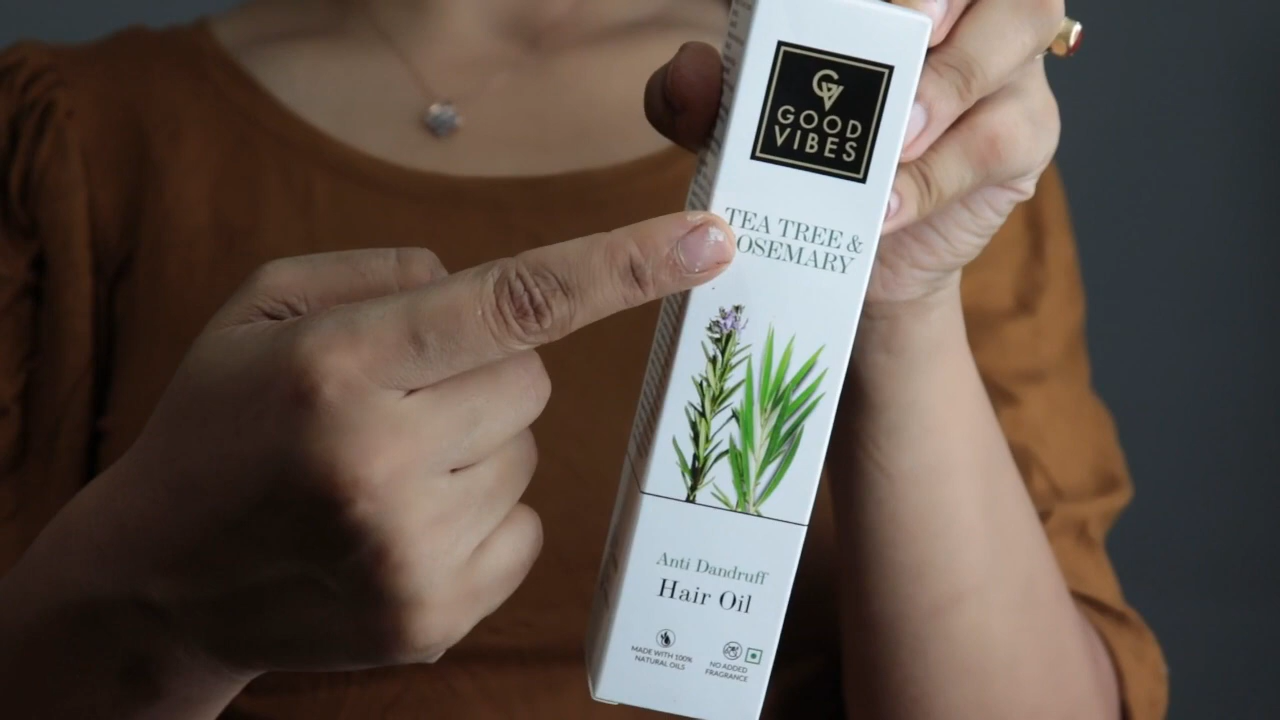 GV
GOOD
VIBES
TEA TREE &
OSEMARY
Anti Dandruff
Hair Oil
MADE WITH 100%
NATURAL OILS
NO ADDED
FRAGRANCE